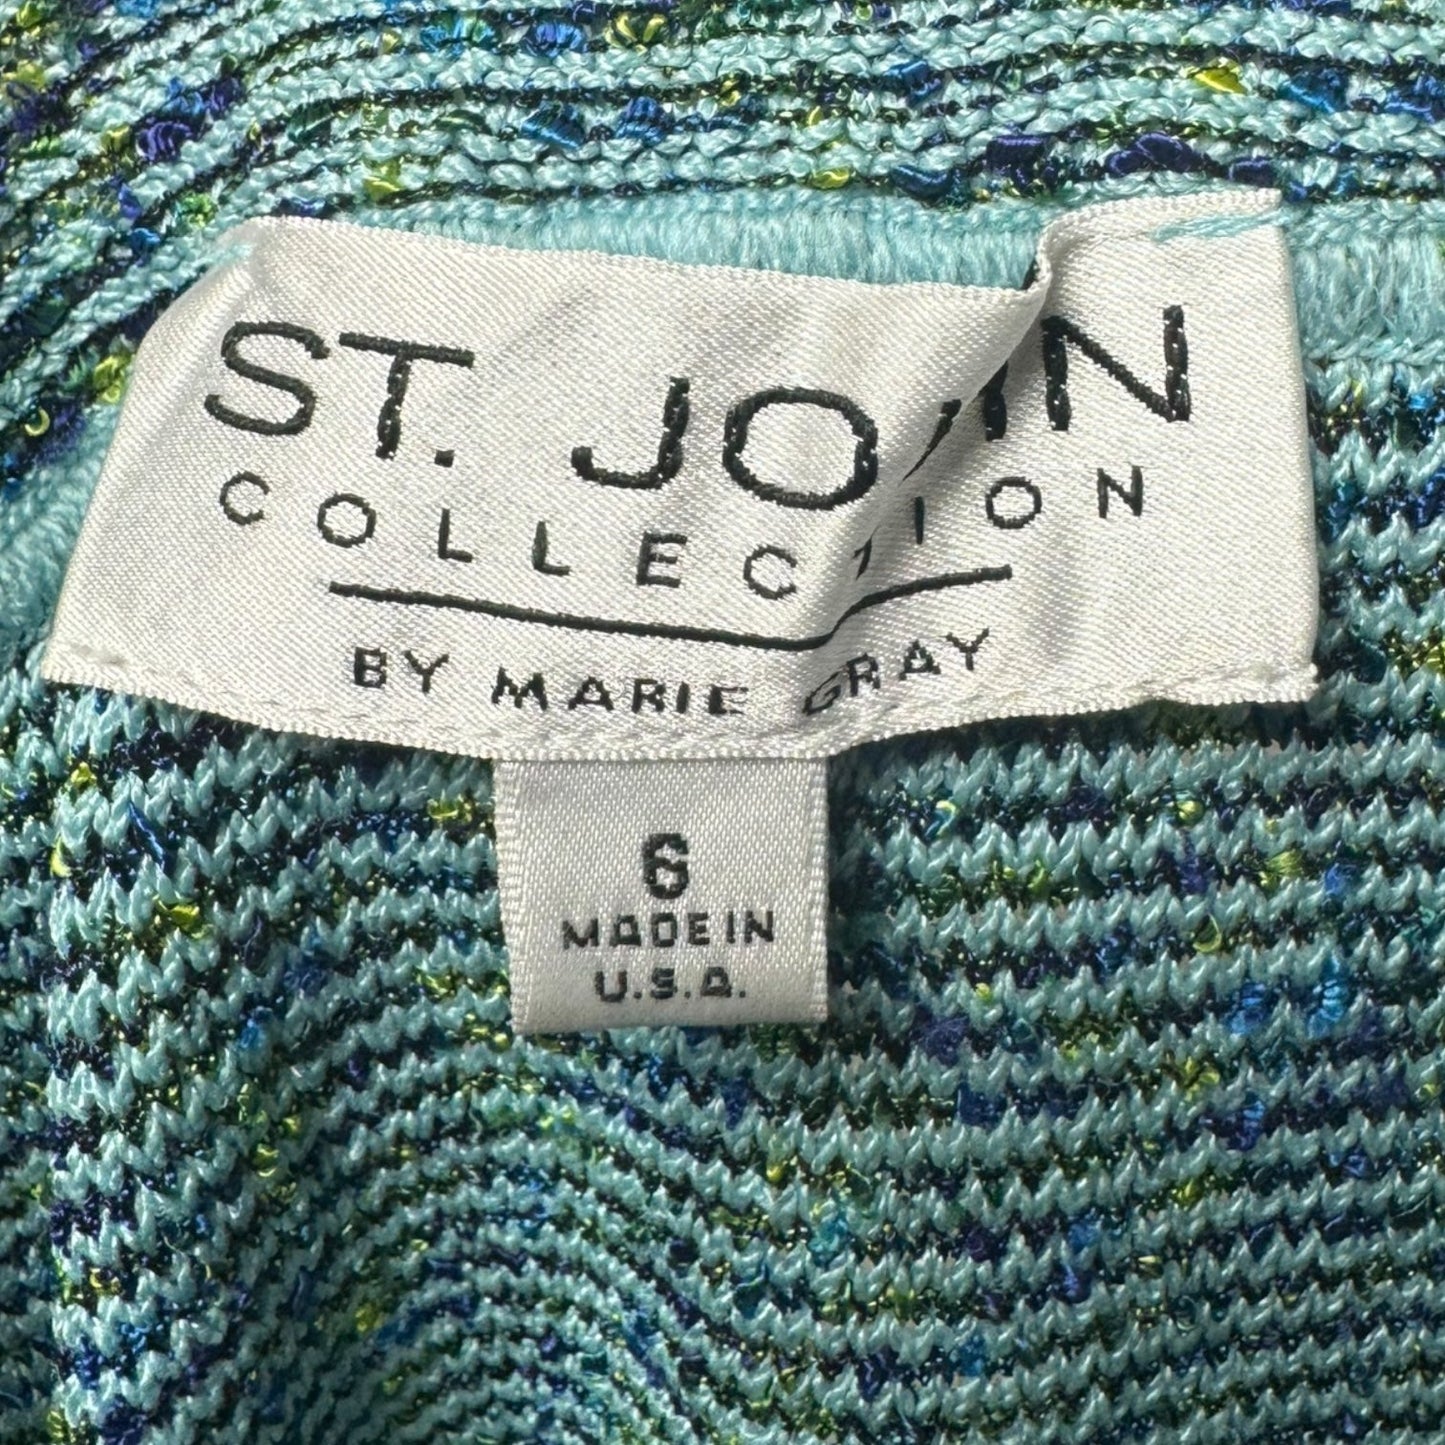 ST. JOHN
COLLECTION
BY MARIE GRAY
6
MADE IN
U.S.A.